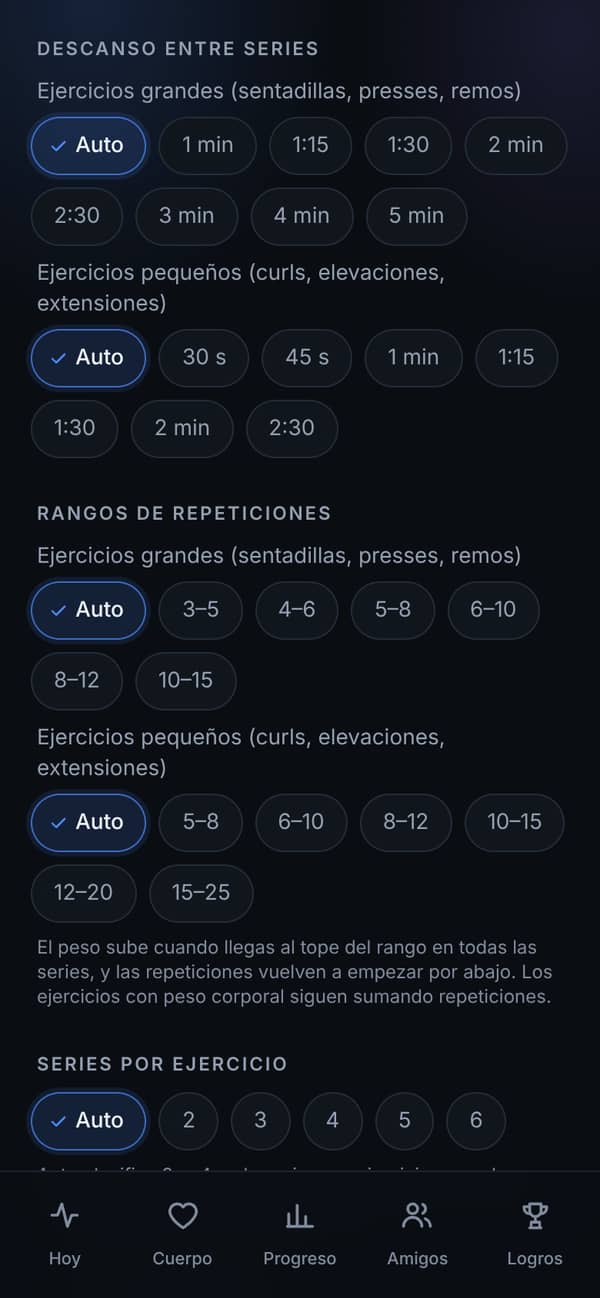 DESCANSO ENTRE SERIES
Ejercicios grandes (sentadillas, presses, remos)
Auto 1 min 1:15 1:30 2 min
2:30 3 min 4 min 5 min
Ejercicios pequeños (curls, elevaciones,
extensiones)
Auto 30 s 45 s 1 min 1:15
1:30 2 min 2:30
RANGOS DE REPETICIONES
Ejercicios grandes (sentadillas, presses, remos)
Auto 3–5 4–6 5–8 6–10
8–12 10–15
Ejercicios pequeños (curls, elevaciones,
extensiones)
Auto 5–8 6–10 8–12 10–15
12–20 15–25
El peso sube cuando llegas al tope del rango en todas las
series, y las repeticiones vuelven a empezar por abajo. Los
ejercicios con peso corporal siguen sumando repeticiones.
SERIES POR EJERCICIO
Auto 2 3 4 5 6
Hoy Cuerpo Progreso Amigos Logros